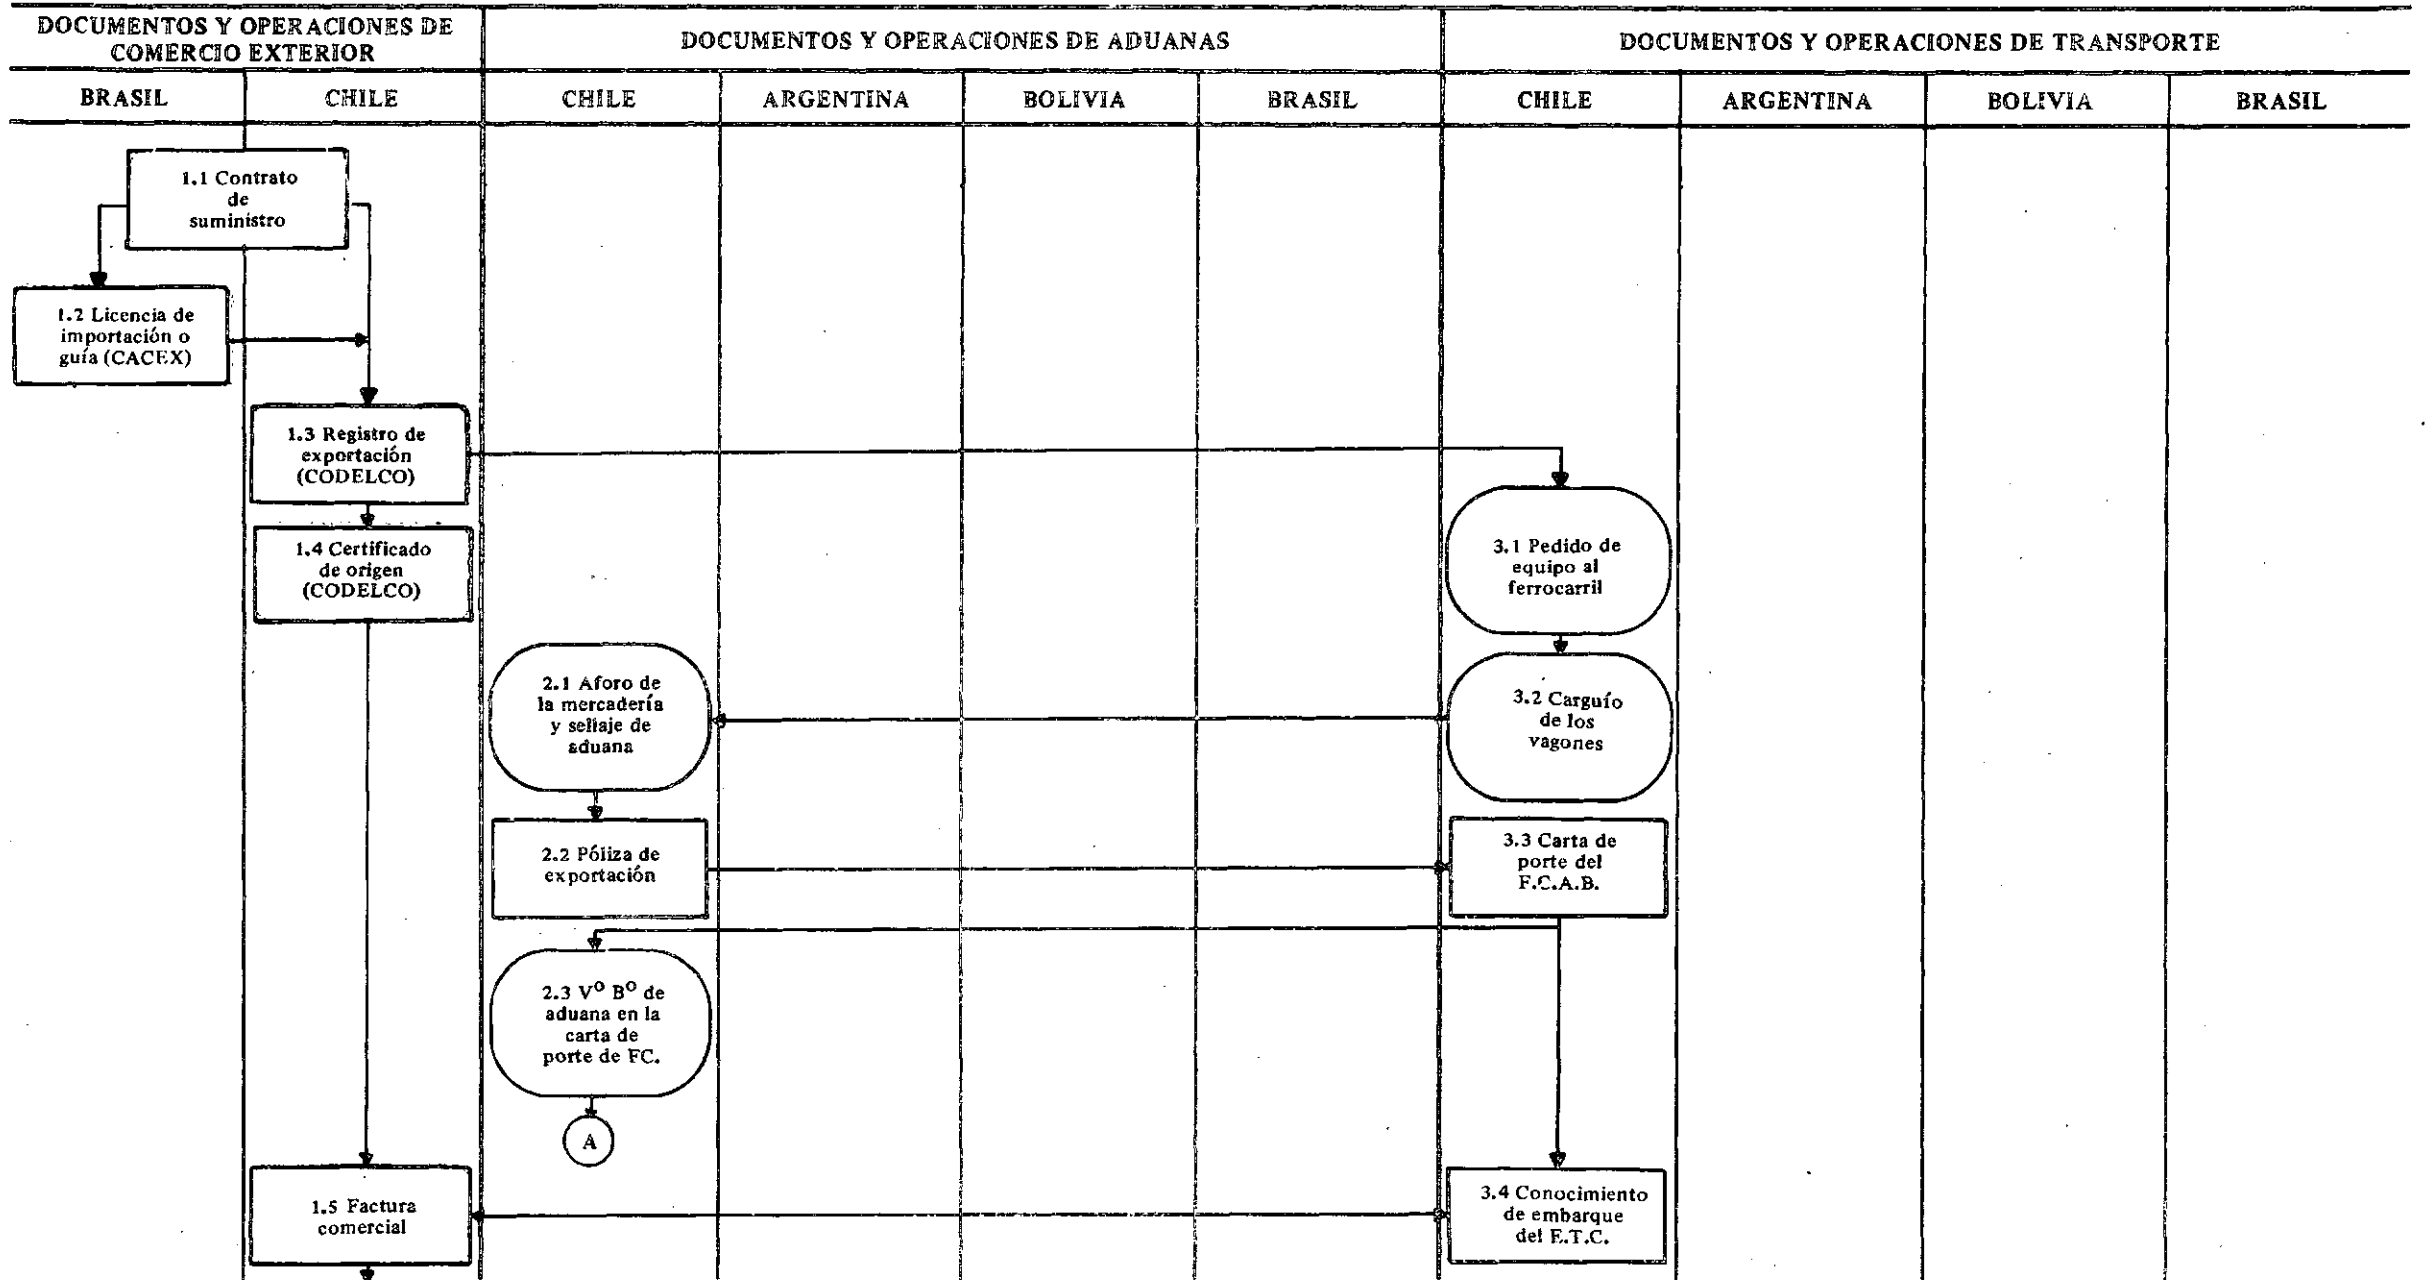 DOCUMENTOS Y OPERACIONES DE
COMERCIO EXTERIOR
DOCUMENTOS Y OPERACIONES DE ADUANAS
DOCUMENTOS Y OPERACIONES DE TRANSPORTE
BRASIL
CHILE
CHILE
ARGENTINA
BOLIVIA
BRASIL
CHILE
ARGENTINA
BOLIVIA
BRASIL
1.1 Contrato
de
suministro
1.2 Licencia de
importación o
guía (CACEX)
1.3 Registro de
exportación
(CODELCO)
1.4 Certificado
de origen
(CODELCO)
3.1 Pedido de
equipo al
ferrocarril
2.1 Aforo de
la mercadería
y sellaje de
aduana
3.2 Carguío
de los
vagones
2.2 Póliza de
exportación
3.3 Carta de
porte del
F.C.A.B.
2.3 Vº Bº de
aduana en la
carta de
porte de FC.
A
1.5 Factura
comercial
3.4 Conocimiento
de embarque
del E.T.C.